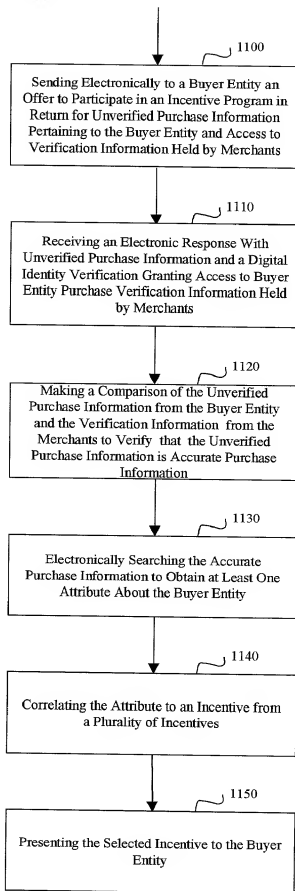 1100
Sending Electronically to a Buyer Entity an
Offer to Participate in an Incentive Program in
Return for Unverified Purchase Information
Pertaining to the Buyer Entity and Access to
Verification Information Held by Merchants
1110
Receiving an Electronic Response With
Unverified Purchase Information and a Digital
Identity Verification Granting Access to Buyer
Entity Purchase Verification Information Held
by Merchants
1120
Making a Comparison of the Unverified
Purchase Information from the Buyer Entity
and the Verification Information from the
Merchants to Verify that the Unverified
Purchase Information is Accurate Purchase
Information
1130
Electronically Searching the Accurate
Purchase Information to Obtain at Least One
Attribute About the Buyer Entity
1140
Correlating the Attribute to an Incentive from
a Plurality of Incentives
1150
Presenting the Selected Incentive to the Buyer
Entity